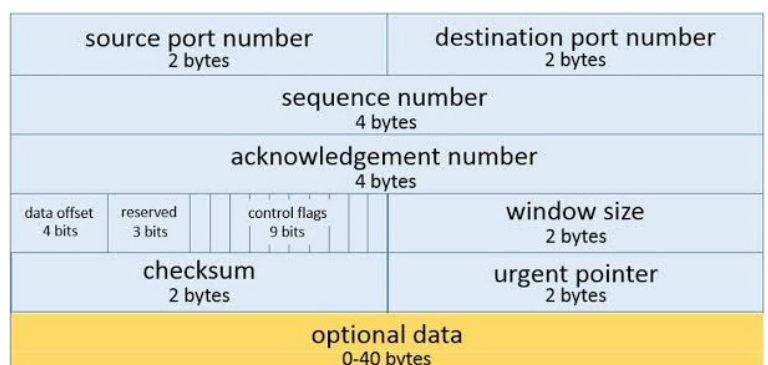 source port number
2 bytes
destination port number
2 bytes
sequence number
4 bytes
acknowledgement number
4 bytes
data offset
4 bits
reserved
3 bits
control flags
9 bits
window size
2 bytes
checksum
2 bytes
urgent pointer
2 bytes
optional data
0-40 bytes